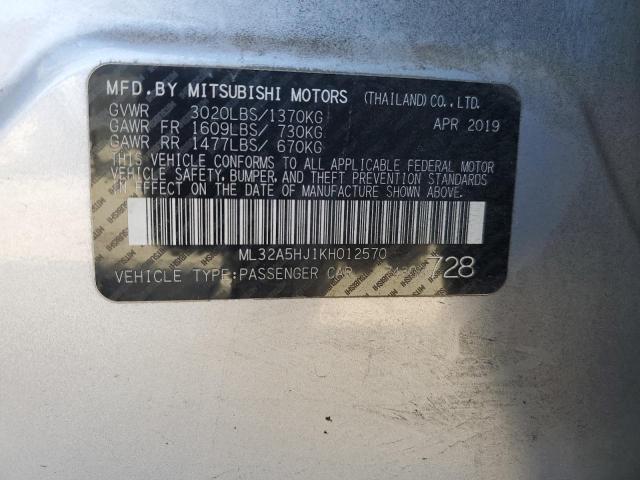 MFD. BY MITSUBISHI MOTORS (THAILAND) CO., LTD.
GVWR 3020LBS/1370KG APR 2019
GAWR FR 1609LBS/ 730KG
GAWR RR 1477LBS/ 670KG
THIS VEHICLE CONFORMS TO ALL APPLICABLE FEDERAL MOTOR
VEHICLE SAFETY, BUMPER, AND THEFT PREVENTION STANDARDS
IN EFFECT ON THE DATE OF MANUFACTURE SHOWN ABOVE.
ML32A5HJ1KH012570
VEHICLE TYPE:PASSENGER CAR 728